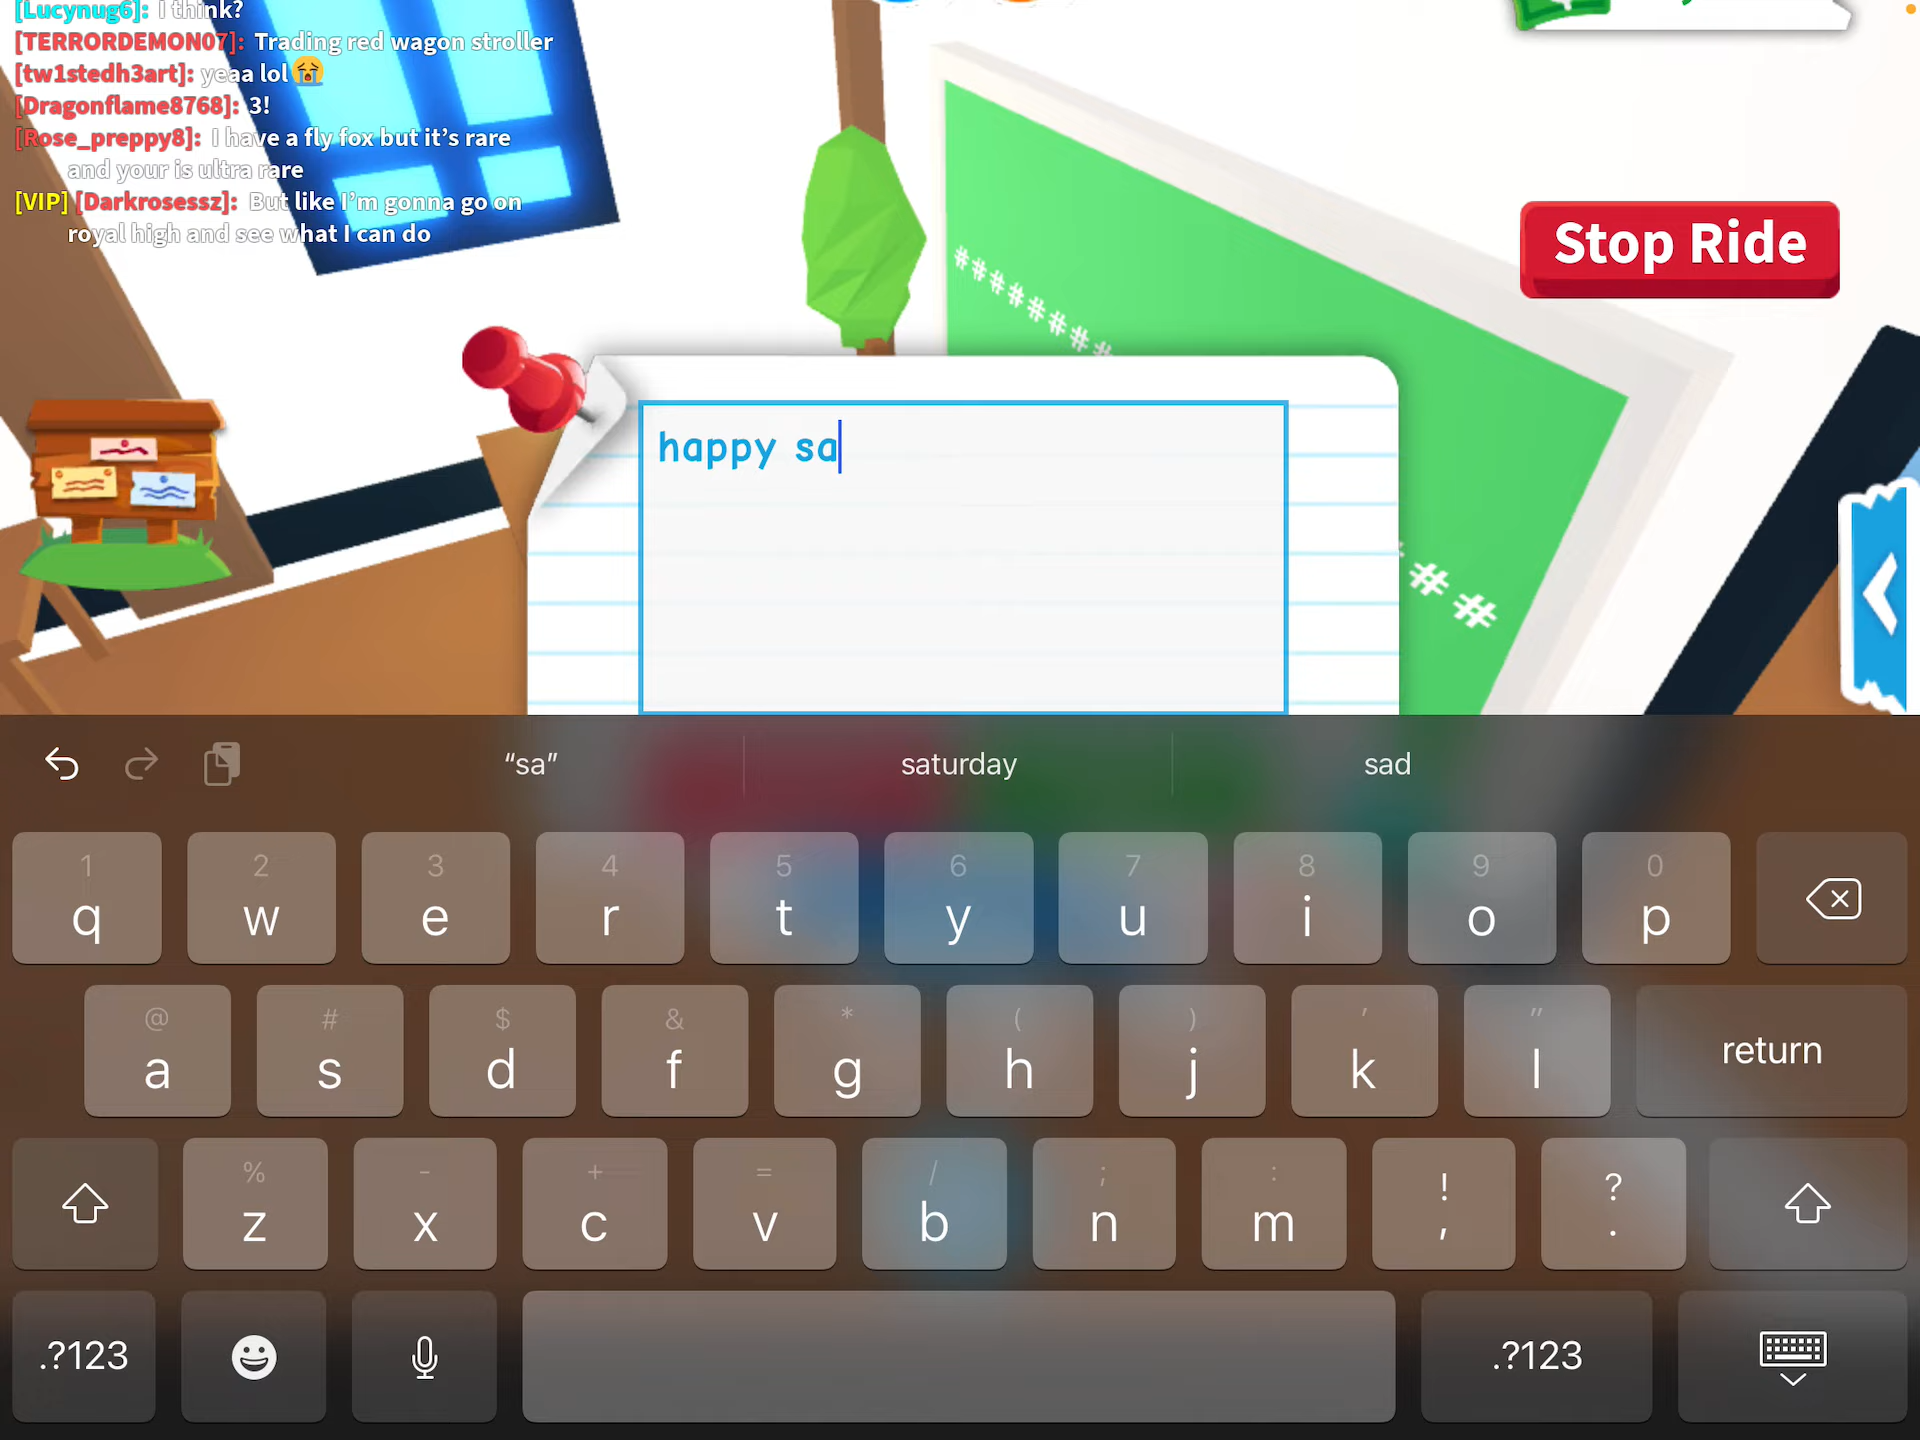 [Lucynug6]: I think?
[TERRORDEMON07]: Trading red wagon stroller
[tw1stedh3art]: yeaa lol😭
[Dragonflame8768]: 3!
[Rose_preppy8]: I have a fly fox but it’s rare
and your is ultra rare
[VIP] [Darkrosessz]: But like I’m gonna go on
royal high and see what I can do
Stop Ride
#######
##
happy sa
“sa” saturday sad
1 2 3 4 5 6 7 8 9 0
q w e r t y u i o p
@ # $ & * ( ) ’ ”
a s d f g h j k l return
% - + = / ; : ! ?
z x c v b n m , .
.?123 .?123